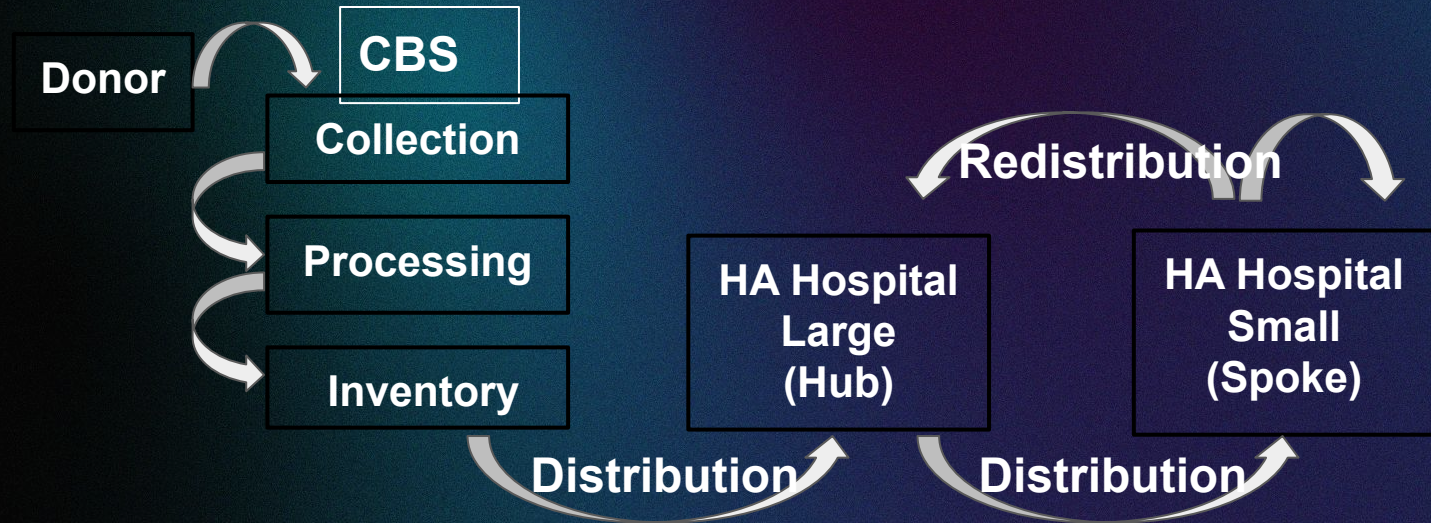 Donor
CBS
Collection
Processing
Inventory
Distribution
HA Hospital
Large
(Hub)
Redistribution
Distribution
HA Hospital
Small
(Spoke)